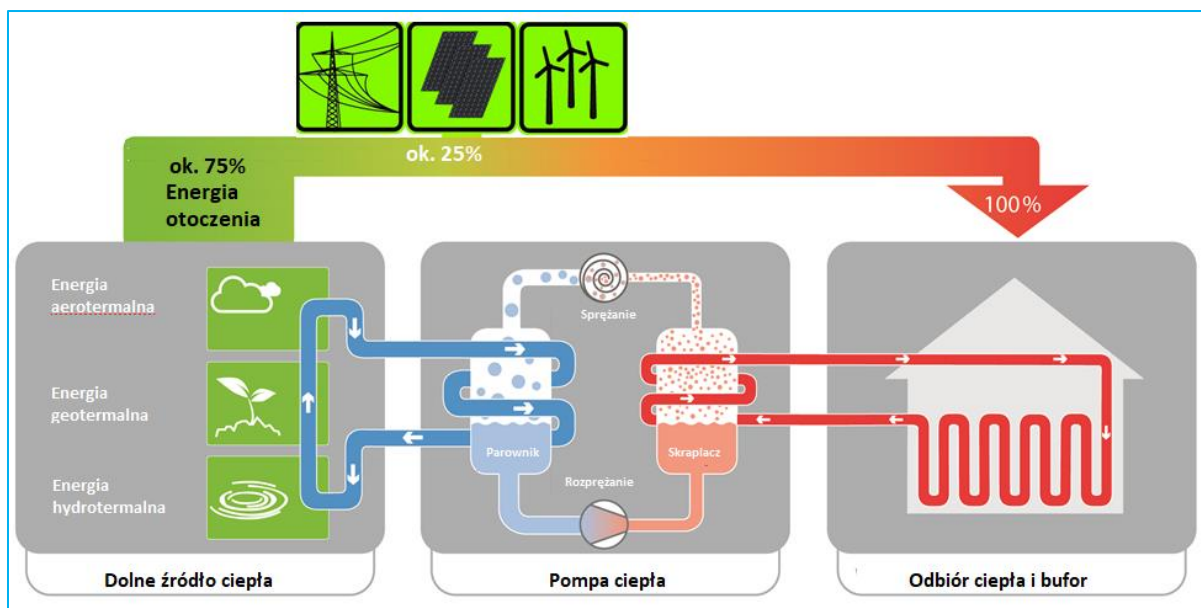 ok. 75%
Energia
otoczenia
ok. 25%
100%
Energia
aerotermalna
Energia
geotermalna
Energia
hydrotermalna
Sprężanie
Parownik
Skraplacz
Rozprężanie
Dolne źródło ciepła
Pompa ciepła
Odbiór ciepła i bufor